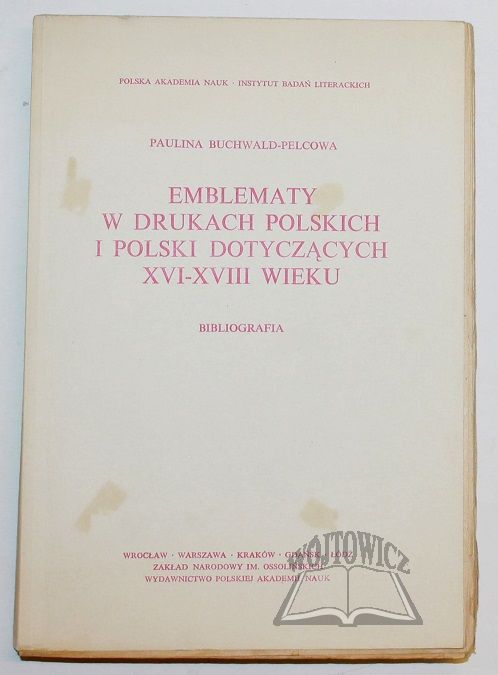 POLSKA AKADEMIA NAUK · INSTYTUT BADAŃ LITERACKICH
PAULINA BUCHWALD-PELCOWA
EMBLEMATY
W DRUKACH POLSKICH
I POLSKI DOTYCZĄCYCH
XVI-XVIII WIEKU
BIBLIOGRAFIA
WROCŁAW · WARSZAWA · KRAKÓW · GDAŃSK · ŁÓDŹ
ZAKŁAD NARODOWY IM. OSSOLIŃSKICH
WYDAWNICTWO POLSKIEJ AKADEMII NAUK
WÓJTOWICZ